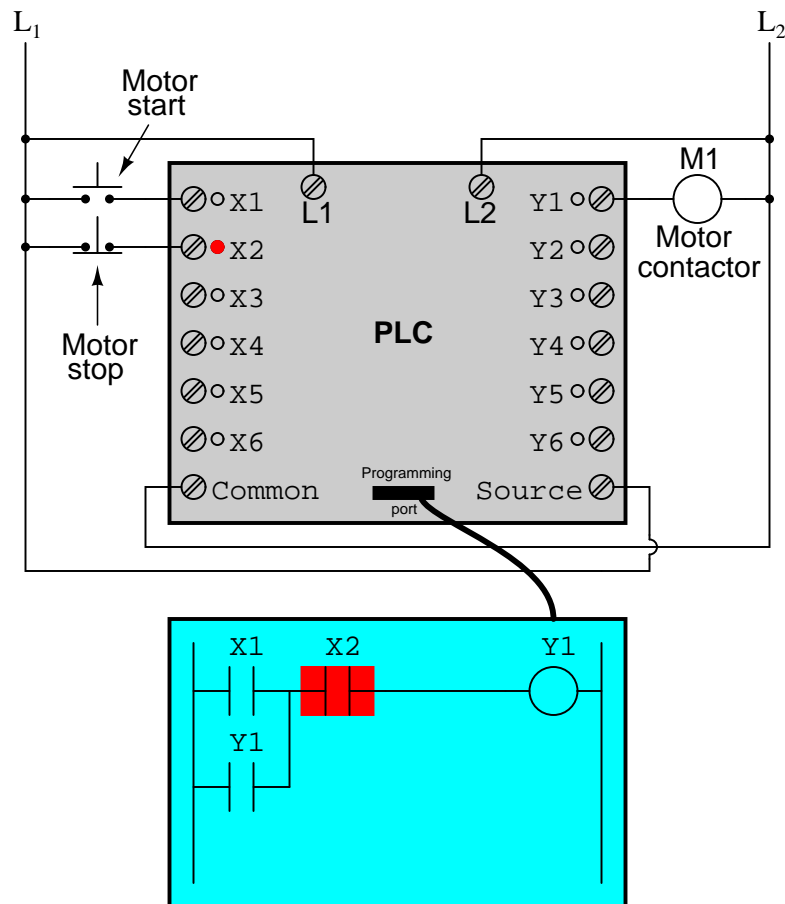 L1 L2
Motor
start
M1
X1 L1 L2 Y1
X2 Y2
Motor
contactor
X3 Y3
Motor
stop
X4 PLC Y4
X5 Y5
X6 Y6
Programming
Common Source
port
X1 X2 Y1
Y1